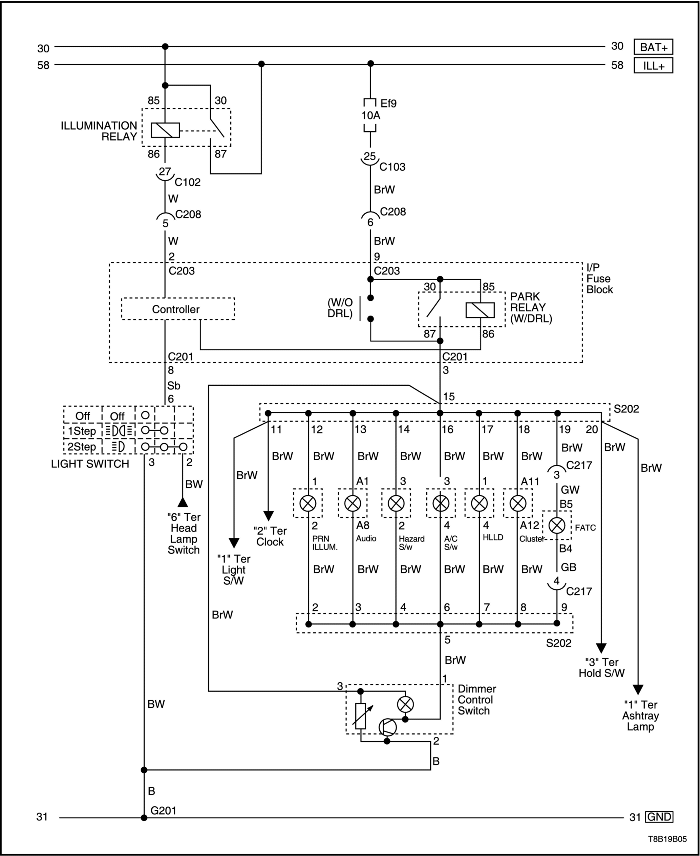 30 30 BAT+
58 58 ILL+
85 30 Ef9
10A
ILLUMINATION
RELAY
86 87
27 C102 25 C103
W BrW
C208 C208
5 6
W BrW
2 9
C203 C203
I/P
Fuse
Block
(W/O
DRL)
30 85
PARK
RELAY
(W/DRL)
Controller
87 86
C201 C201
8 3
Sb
6 15
S202
Off Off
1Step
2Step
LIGHT SWITCH
3 2
11 12 13 14 16 17 18 19 20
BrW BrW BrW BrW BrW BrW BrW BrW BrW BrW BrW
3 C217
GW
BW
1 A1 3 3 1 A11 B5
FATC
2 A8 2 4 4 A12 B4
"6" Ter
Head
Lamp
Switch
"2" Ter
Clock
"1" Ter
Light
S/W
PRN
ILLUM.
Audio
Hazard
S/w
A/C
S/w
HLLD
Cluster
BrW BrW BrW BrW BrW BrW GB
4 C217
BrW
2 3 4 6 7 8 9
5
S202
BrW
"3" Ter
Hold S/W
"1" Ter
Ashtray
Lamp
3 1
Dimmer
Control
Switch
BW
2
B
B
G201
31 31 GND
T8B19B05